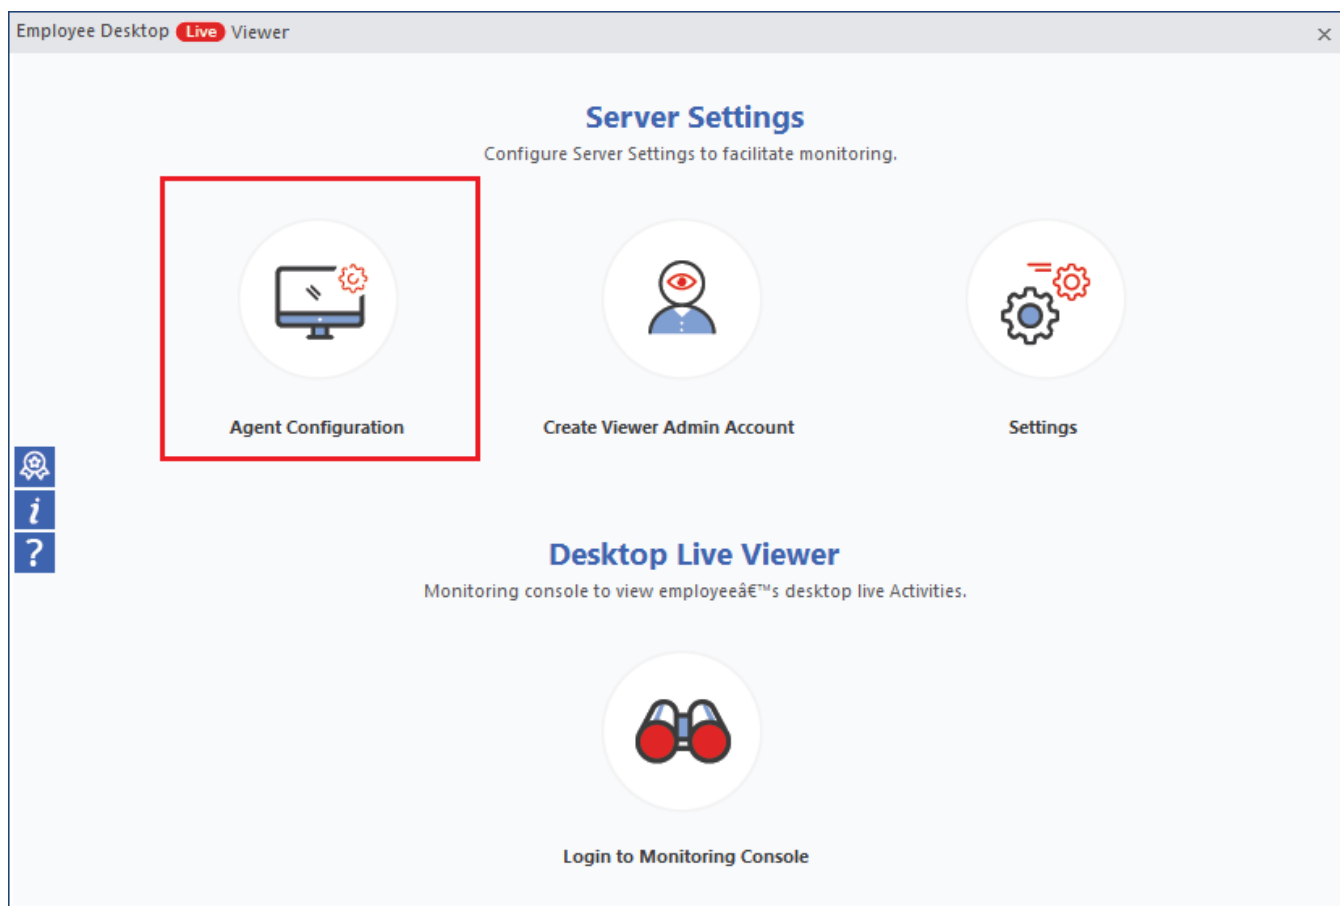 Employee Desktop Live Viewer
Server Settings
Configure Server Settings to facilitate monitoring.
Agent Configuration
Create Viewer Admin Account
Settings
i
?
Desktop Live Viewer
Monitoring console to view employeeâ€™s desktop live Activities.
Login to Monitoring Console